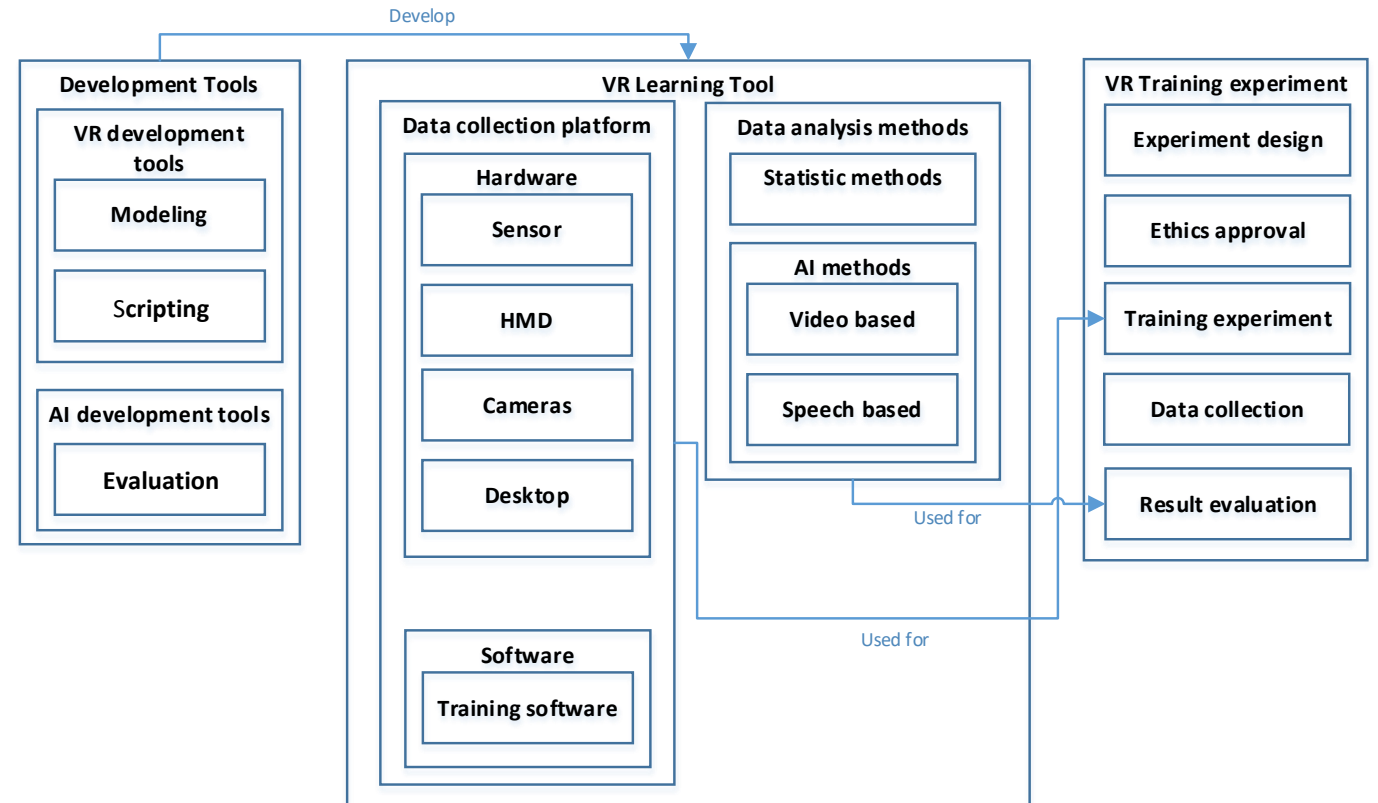 Develop
Development Tools
VR development
tools
Modeling
Scripting
AI development tools
Evaluation
VR Learning Tool
Data collection platform
Hardware
Sensor
HMD
Cameras
Desktop
Software
Training software
Data analysis methods
Statistic methods
AI methods
Video based
Speech based
Used for
Used for
VR Training experiment
Experiment design
Ethics approval
Training experiment
Data collection
Result evaluation